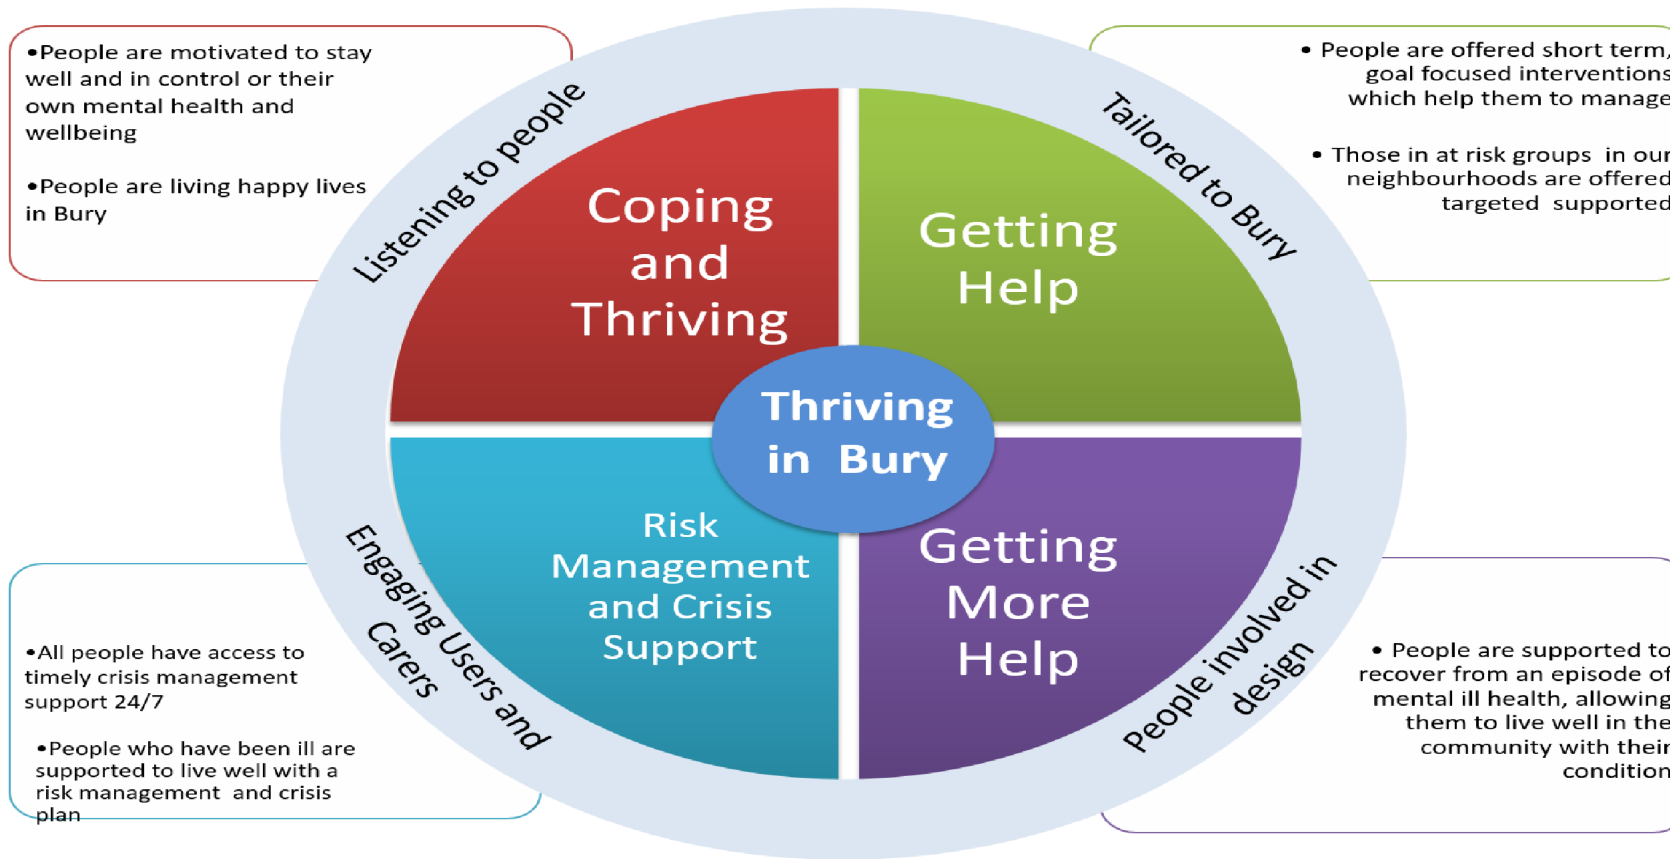 •People are motivated to stay
well and in control or their
own mental health and
wellbeing
•People are living happy lives
in Bury
• People are offered short term,
goal focused interventions
which help them to manage
• Those in at risk groups in our
neighbourhoods are offered
targeted supported
Listening to people
Tailored to Bury
Coping
and
Thriving
Getting
Help
Thriving
in Bury
Risk
Management
and Crisis
Support
Getting
More
Help
Engaging Users and
Carers
People involved in
design
•All people have access to
timely crisis management
support 24/7
•People who have been ill are
supported to live well with a
risk management and crisis
plan
• People are supported to
recover from an episode of
mental ill health, allowing
them to live well in the
community with their
condition